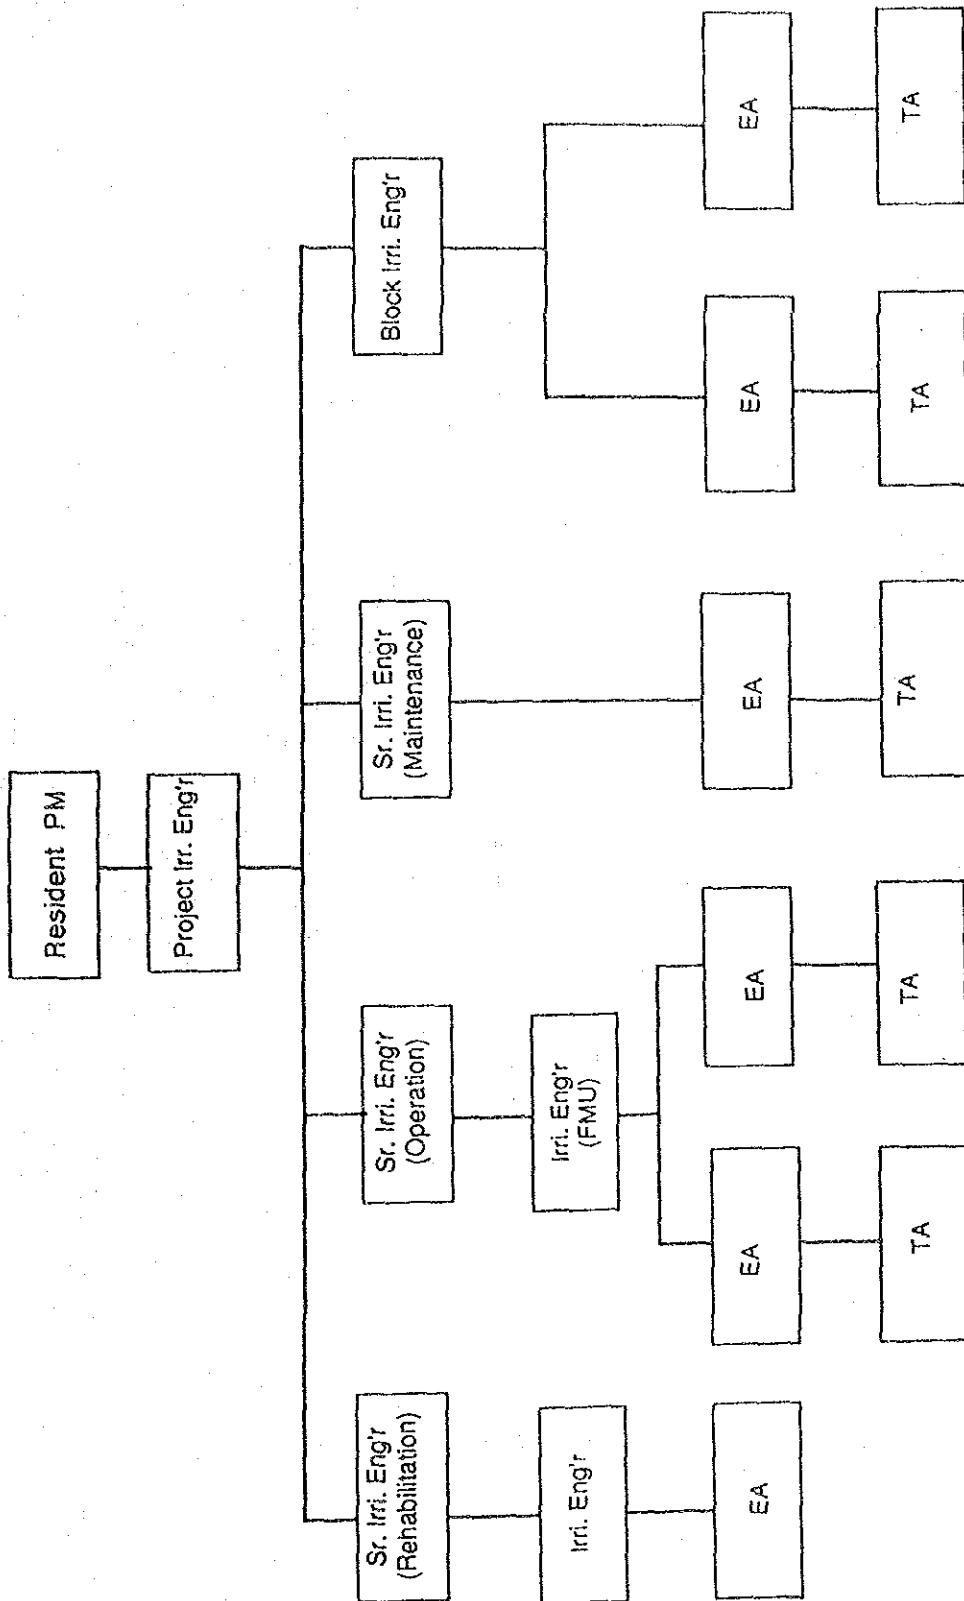 Resident PM
Project Irr. Eng'r
Sr. Irri. Eng'r
(Rehabilitation)
Sr. Irri. Eng'r
(Operation)
Sr. Irri. Eng'r
(Maintenance)
Block Irri. Eng'r
Irri. Eng'r
Irri. Eng'r
(FMU)
EA
EA
EA
EA
EA
EA
TA
TA
TA
TA
TA